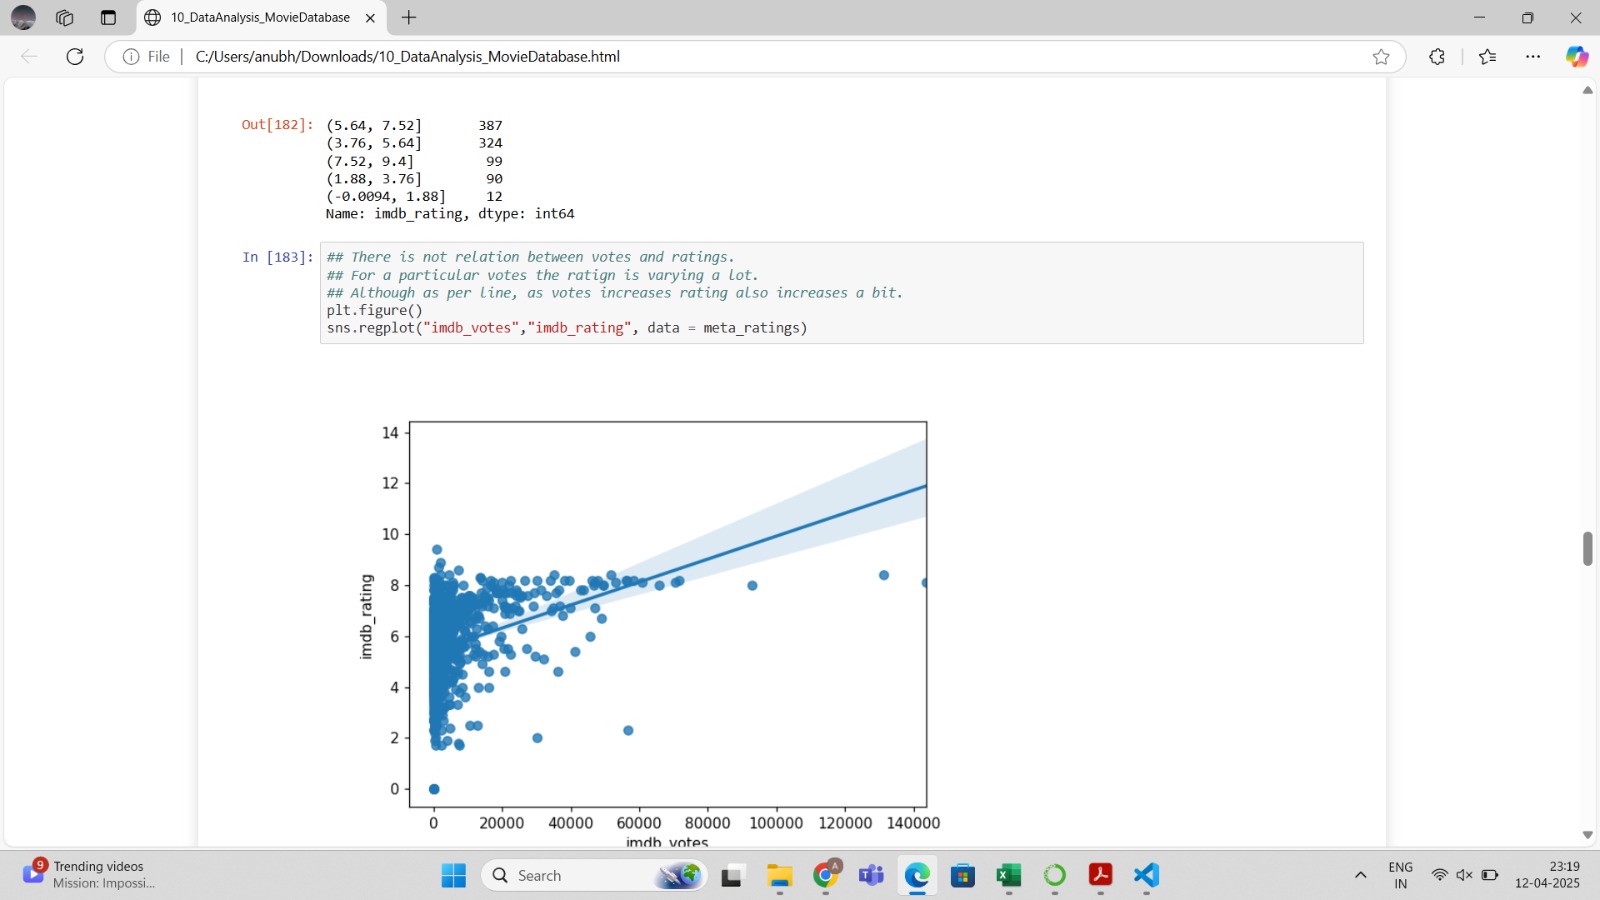 10_DataAnalysis_MovieDatabase
File
C:/Users/anubh/Downloads/10_DataAnalysis_MovieDatabase.html
Out[182]: (5.64, 7.52] 387
(3.76, 5.64] 324
(7.52, 9.4] 99
(1.88, 3.76] 90
(-0.0094, 1.88] 12
Name: imdb_rating, dtype: int64
In [183]: ## There is not relation between votes and ratings.
## For a particular votes the ratign is varying a lot.
## Although as per line, as votes increases rating also increases a bit.
plt.figure()
sns.regplot("imdb_votes","imdb_rating", data = meta_ratings)
14
12
10
8
6
4
2
0
imdb_rating
0 20000 40000 60000 80000 100000 120000 140000
imdb_votes
9
Trending videos
Mission: Impossi...
Search
A
ENG
IN
23:19
12-04-2025